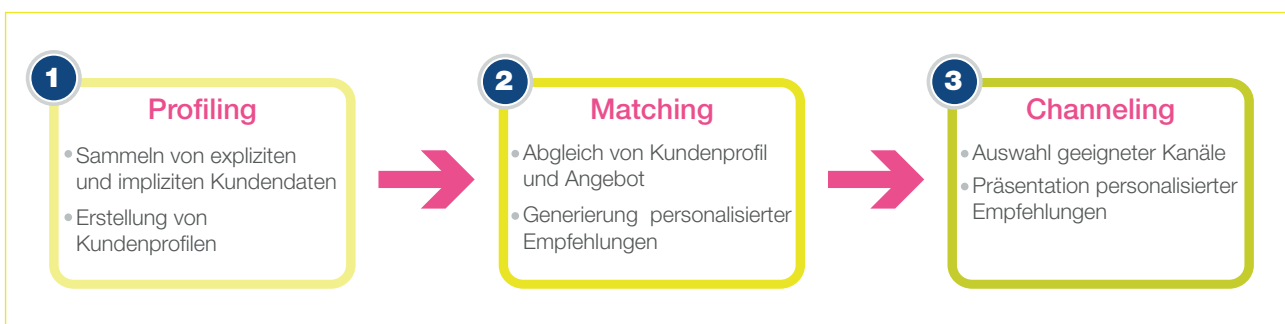 1
Profiling
• Sammeln von expliziten
und impliziten Kundendaten
• Erstellung von
Kundenprofilen
2
Matching
• Abgleich von Kundenprofil
und Angebot
• Generierung personalisierter
Empfehlungen
3
Channeling
• Auswahl geeigneter Kanäle
• Präsentation personalisierter
Empfehlungen